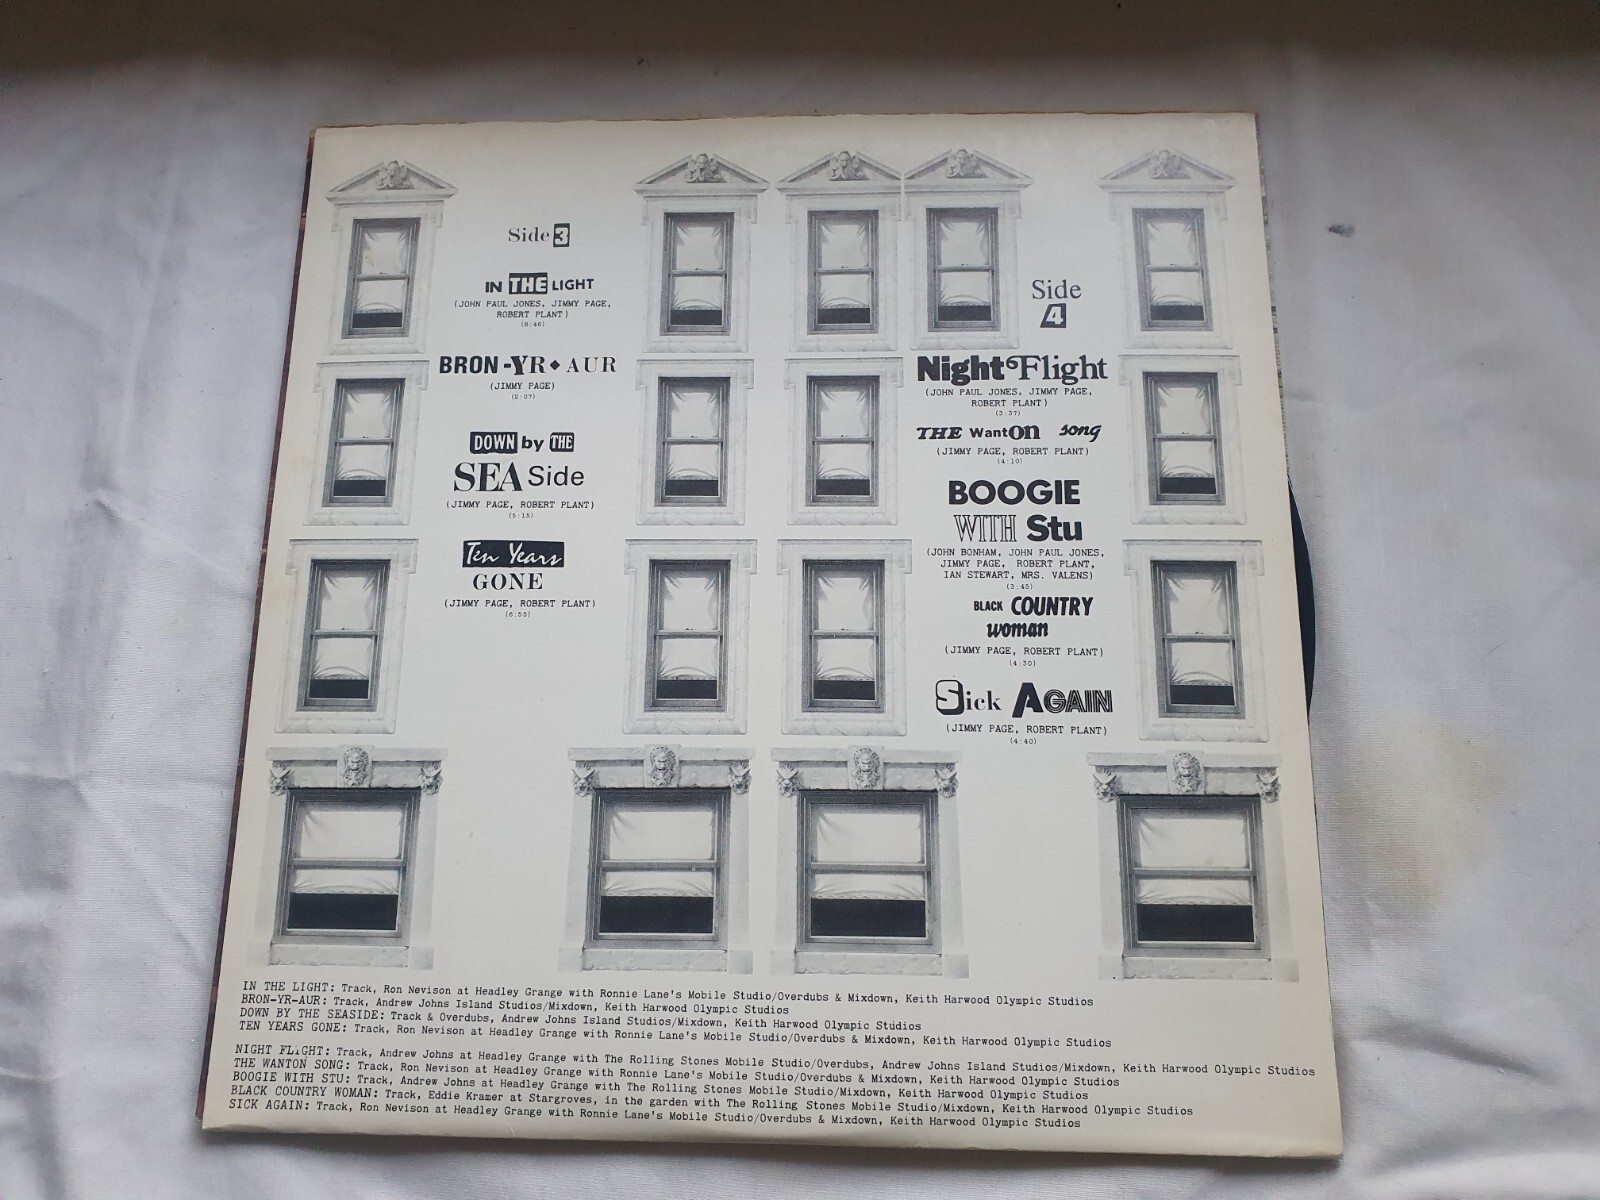 Side 3
IN THE LIGHT
(JOHN PAUL JONES, JIMMY PAGE,
ROBERT PLANT)
(8:46)
BRON-YR◆AUR
(JIMMY PAGE)
(2:07)
DOWN by THE
SEA Side
(JIMMY PAGE, ROBERT PLANT)
(5:15)
Ten Years
GONE
(JIMMY PAGE, ROBERT PLANT)
(6:55)
Side
4
Night Flight
(JOHN PAUL JONES, JIMMY PAGE,
ROBERT PLANT)
(3:37)
THE WantON song
(JIMMY PAGE, ROBERT PLANT)
(4:10)
BOOGIE
WITH Stu
(JOHN BONHAM, JOHN PAUL JONES,
JIMMY PAGE, ROBERT PLANT,
IAN STEWART, MRS. VALENS)
(3:45)
BLACK COUNTRY
woman
(JIMMY PAGE, ROBERT PLANT)
(4:30)
Sick AGAIN
(JIMMY PAGE, ROBERT PLANT)
(4:40)
IN THE LIGHT: Track, Ron Nevison at Headley Grange with Ronnie Lane's Mobile Studio/Overdubs & Mixdown, Keith Harwood Olympic Studios
BRON-YR-AUR: Track, Andrew Johns Island Studios/Mixdown, Keith Harwood Olympic Studios
DOWN BY THE SEASIDE: Track & Overdubs, Andrew Johns Island Studios/Mixdown, Keith Harwood Olympic Studios
TEN YEARS GONE: Track, Ron Nevison at Headley Grange with Ronnie Lane's Mobile Studio/Overdubs & Mixdown, Keith Harwood Olympic Studios
NIGHT FLIGHT: Track, Andrew Johns at Headley Grange with The Rolling Stones Mobile Studio/Overdubs, Andrew Johns Island Studios/Mixdown, Keith Harwood Olympic Studios
THE WANTON SONG: Track, Ron Nevison at Headley Grange with Ronnie Lane's Mobile Studio/Overdubs & Mixdown, Keith Harwood Olympic Studios
BOOGIE WITH STU: Track, Andrew Johns at Headley Grange with The Rolling Stones Mobile Studio/Mixdown, Keith Harwood Olympic Studios
BLACK COUNTRY WOMAN: Track, Eddie Kramer at Stargroves, in the garden with The Rolling Stones Mobile Studio/Mixdown, Keith Harwood Olympic Studios
SICK AGAIN: Track, Ron Nevison at Headley Grange with Ronnie Lane's Mobile Studio/Overdubs & Mixdown, Keith Harwood Olympic Studios